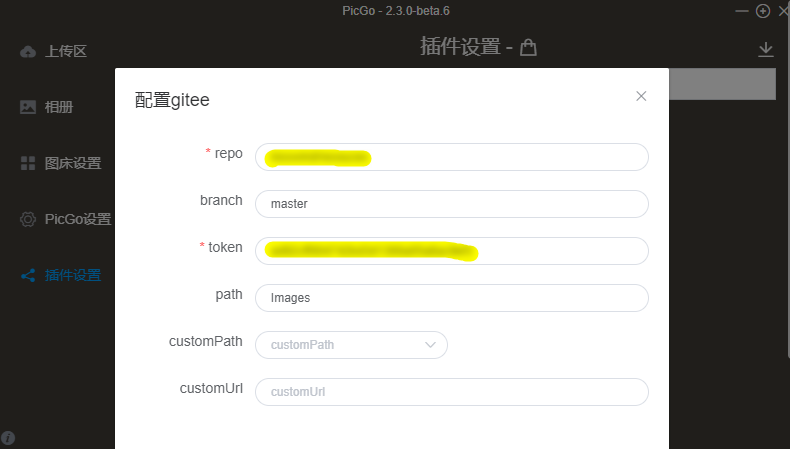 PicGo - 2.3.0-beta.6
上传区
相册
图床设置
PicGo设置
插件设置
插件设置 -
配置gitee
* repo
branch
master
* token
path
Images
customPath
customPath
customUrl
customUrl